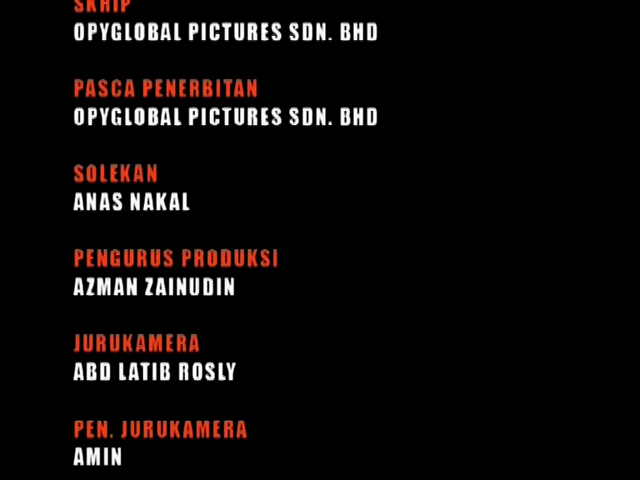 SKRIP
OPYGLOBAL PICTURES SDN. BHD
PASCA PENERBITAN
OPYGLOBAL PICTURES SDN. BHD
SOLEKAN
ANAS NAKAL
PENGURUS PRODUKSI
AZMAN ZAINUDIN
JURUKAMERA
ABD LATIB ROSLY
PEN. JURUKAMERA
AMIN